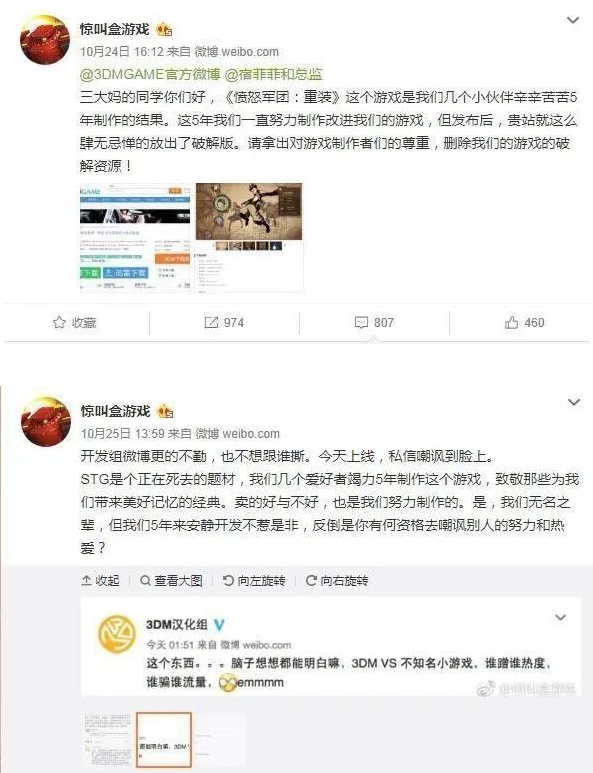 惊叫盒游戏
10月24日 16:12 来自 微博 weibo.com
@3DMGAME官方微博 @宿菲菲和总监
三大妈的同学你们好，《愤怒军团：重装》这个游戏是我们几个小伙伴辛辛苦苦5
年制作的结果。这5年我们一直努力制作改进我们的游戏，但发布后，贵站就这么
肆无忌惮的放出了破解版。请拿出对游戏制作者们的尊重，删除我们的游戏的破
解资源！
收藏 974 807 460
惊叫盒游戏
10月25日 13:59 来自 微博 weibo.com
开发组微博更的不勤，也不想跟谁撕。今天上线，私信嘲讽到脸上。
STG是个正在死去的题材，我们几个爱好者竭力5年制作这个游戏，致敬那些为我
们带来美好记忆的经典。卖的好与不好，也是我们努力制作的。是，我们无名之
辈，但我们5年来安静开发不惹是非，反倒是你有何资格去嘲讽别人的努力和热
爱？
收起 查看大图 向左旋转 向右旋转
3DM汉化组
今天 01:51 来自 微博 weibo.com
这个东西。。。脑子想想都能明白嘛，3DM VS 不知名小游戏，谁蹭谁热度，
谁骗谁流量，emmmm
@惊叫盒游戏